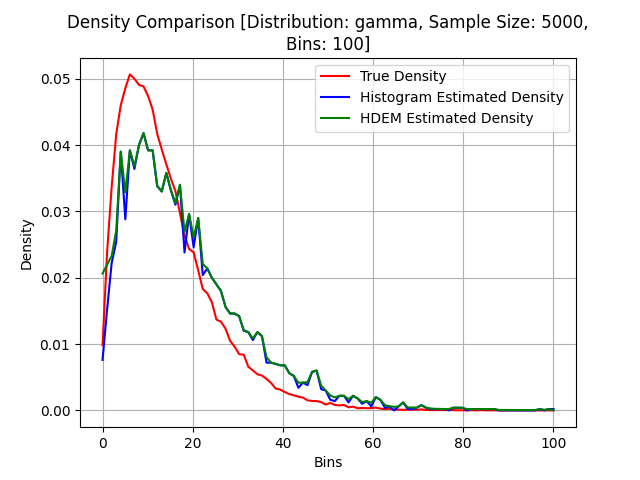 Density Comparison [Distribution: gamma, Sample Size: 5000,
Bins: 100]
True Density
Histogram Estimated Density
HDEM Estimated Density
Density
0.05
0.04
0.03
0.02
0.01
0.00
0 20 40 60 80 100
Bins